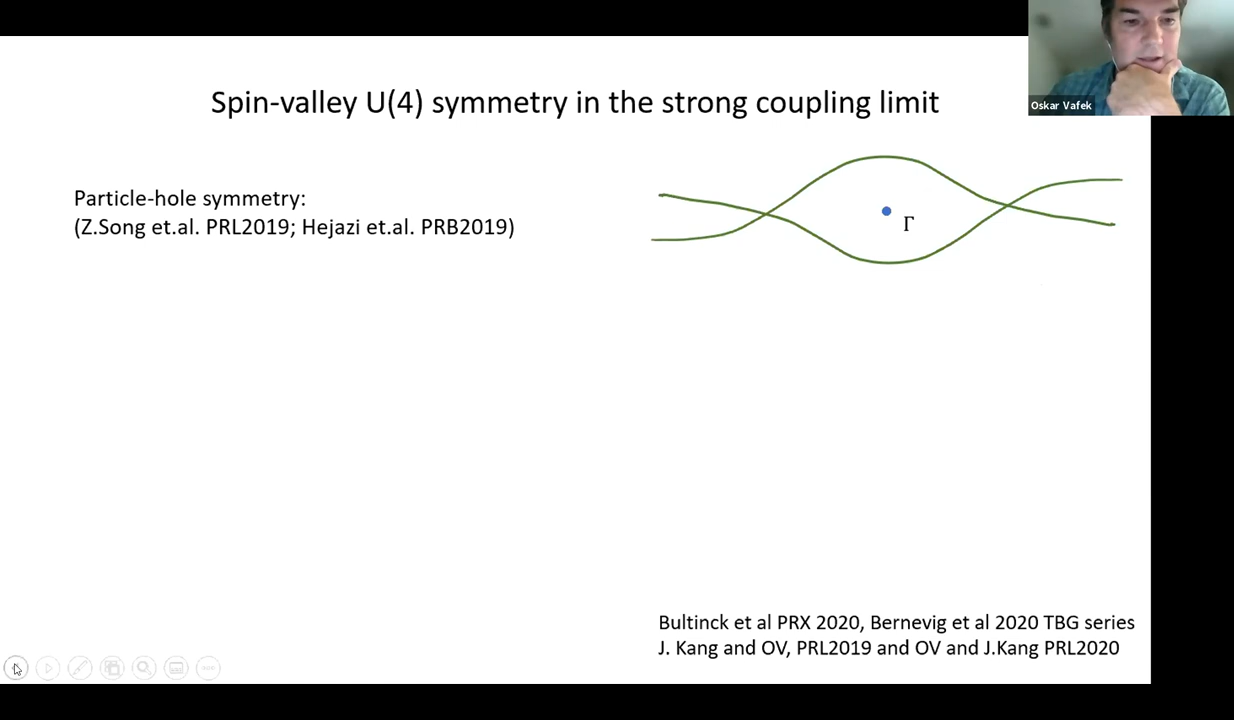 Oskar Vafek
Spin-valley U(4) symmetry in the strong coupling limit
Particle-hole symmetry:
(Z.Song et.al. PRL2019; Hejazi et.al. PRB2019)
Γ
Bultinck et al PRX 2020, Bernevig et al 2020 TBG series
J. Kang and OV, PRL2019 and OV and J.Kang PRL2020